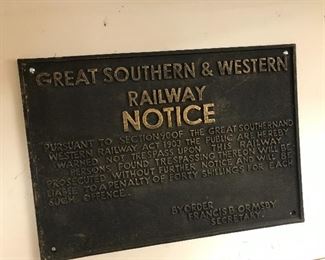 GREAT SOUTHERN & WESTERN
RAILWAY
NOTICE
PURSUANT TO SECTION 90 OF THE GREAT SOUTHERN AND
WESTERN RAILWAY ACT 1903 THE PUBLIC ARE HEREBY
WARNED NOT TRESPASS UPON THIS RAILWAY
PERSONS FOUND TRESPASSING THEREON WILL BE
PROSECUTED WITHOUT FURTHER NOTICE AND WILL BE
LIABLE TO A PENALTY OF FORTY SHILLINGS FOR EACH
SUCH OFFENCE
BY ORDER
FRANCIS B. ORMSBY
SECRETARY.